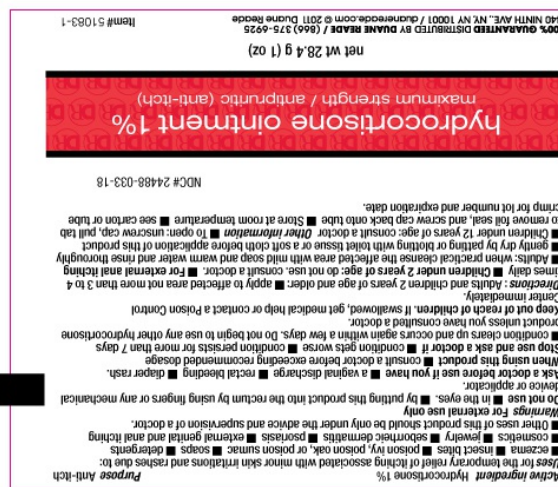 Active ingredient Hydrocortisone 1% Purpose Anti-itch
Uses for the temporary relief of itching associated with minor skin irritations and rashes due to:
■ eczema ■ insect bites ■ poison ivy, poison oak, or poison sumac ■ soaps ■ detergents
■ cosmetics ■ jewelry ■ seborrheic dermatitis ■ psoriasis ■ external genital and anal itching
■ Other uses of this product should be only under the advice and supervision of a doctor.
Warnings For external use only
Do not use ■ in the eyes. ■ by putting this product into the rectum by using fingers or any mechanical
device or applicator.
Ask a doctor before use if you have ■ a vaginal discharge ■ rectal bleeding ■ diaper rash.
When using this product ■ consult a doctor before exceeding recommended dosage
Stop use and ask a doctor if ■ condition gets worse ■ condition persists for more than 7 days
■ condition clears up and occurs again within a few days. Do not begin to use any other hydrocortisone
product unless you have consulted a doctor.
Keep out of reach of children. If swallowed, get medical help or contact a Poison Control
Center immediately.
Directions: Adults and children 2 years of age and older: ■ apply to affected area not more than 3 to 4
times daily ■ Children under 2 years of age: do not use. consult a doctor. ■ For external anal itching
■ Adults: when practical cleanse the affected area with mild soap and warm water and rinse thoroughly
■ gently dry by patting or blotting with toilet tissue or a soft cloth before application of this product
■ Children under 12 years of age: consult a doctor Other Information ■ To open: unscrew cap, pull tab
to remove foil seal, and screw cap back onto tube ■ Store at room temperature ■ see carton or tube
crimp for lot number and expiration date.
NDC# 24488-033-18
hydrocortisone ointment 1%
maximum strength / antipruritic (anti-itch)
net wt 28.4 g (1 oz)
100% GUARANTEED DISTRIBUTED BY DUANE READE / (866) 375-6925
440 NINTH AVE., NY, NY 10001 / duanereade.com © 2011 Duane Reade Item# 51083-1